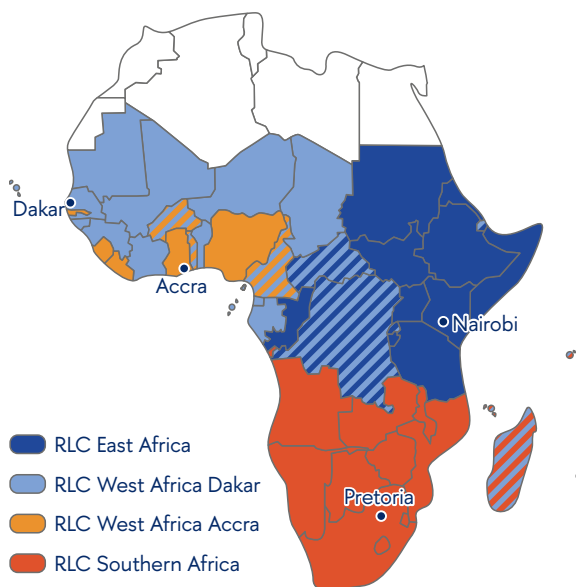 Dakar
Accra
Nairobi
Pretoria
RLC East Africa
RLC West Africa Dakar
RLC West Africa Accra
RLC Southern Africa